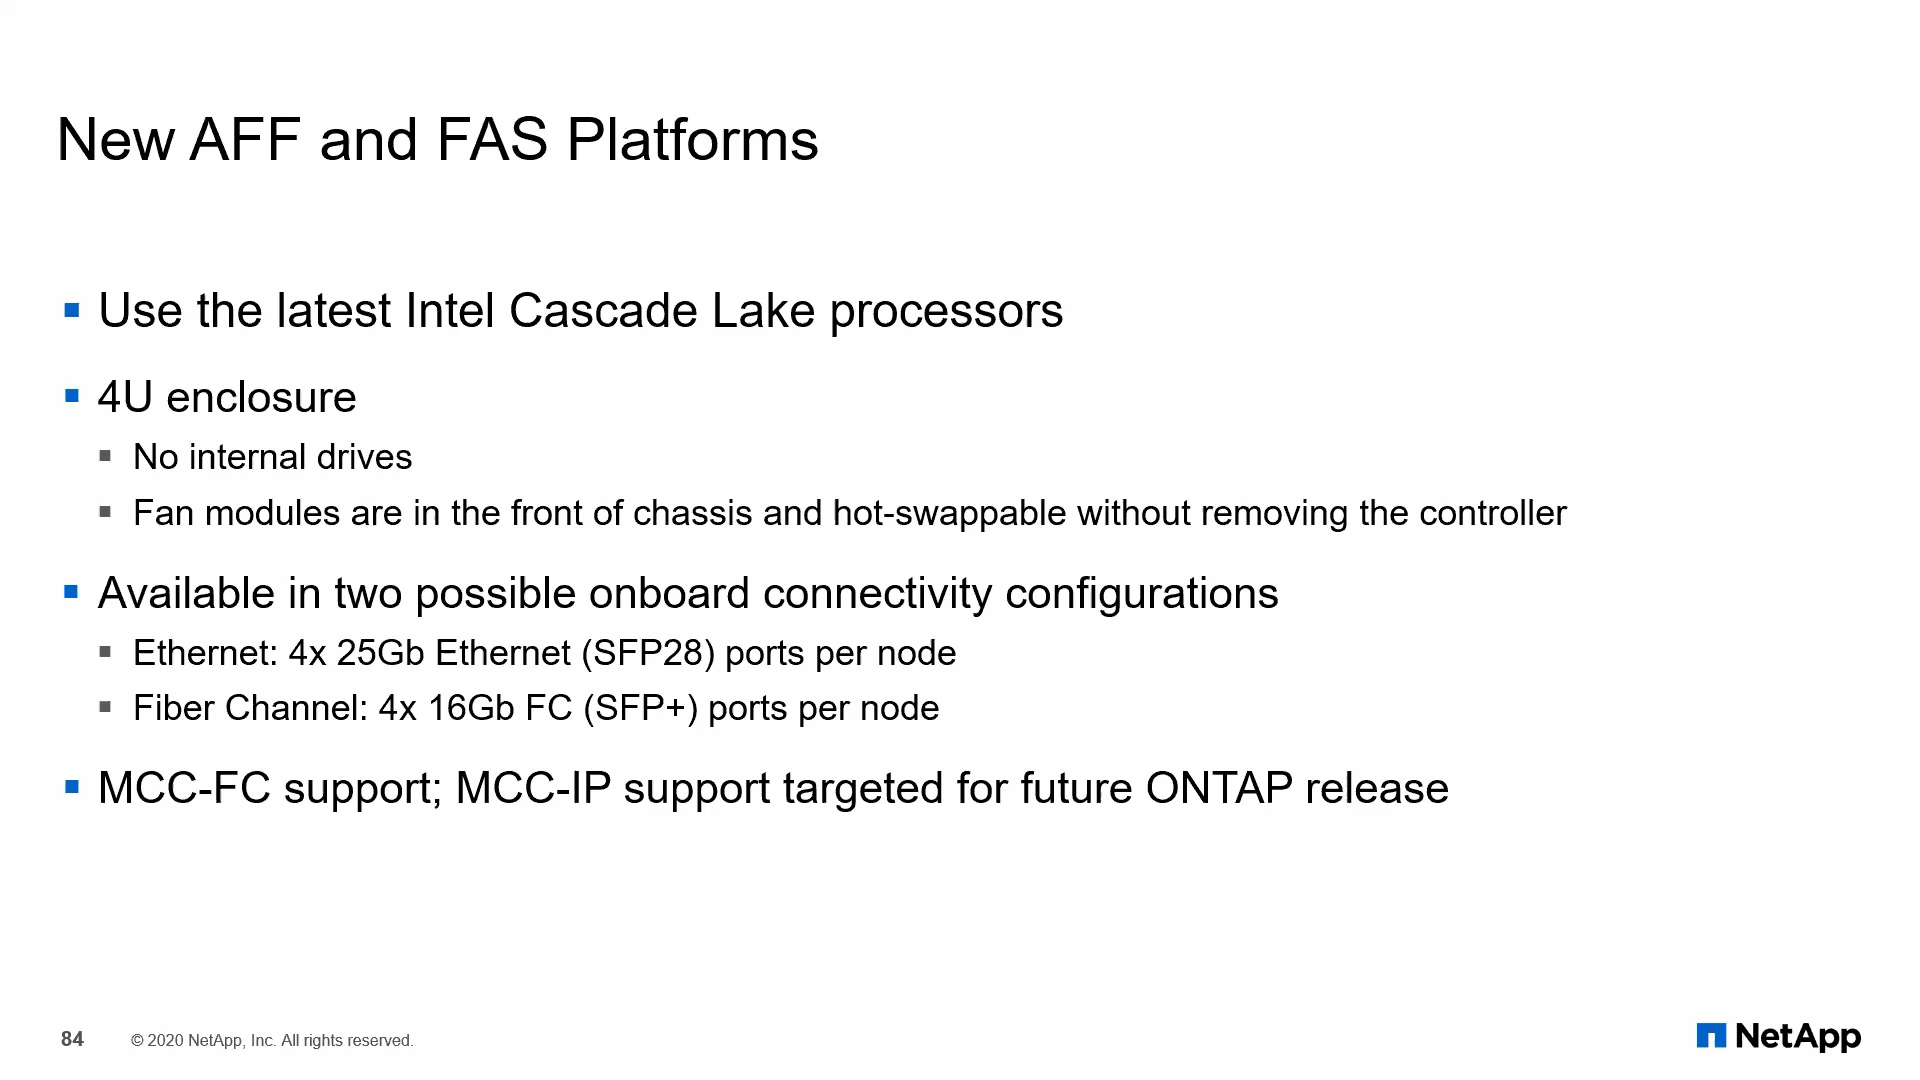 New AFF and FAS Platforms
Use the latest Intel Cascade Lake processors
4U enclosure
No internal drives
Fan modules are in the front of chassis and hot-swappable without removing the controller
Available in two possible onboard connectivity configurations
Ethernet: 4x 25Gb Ethernet (SFP28) ports per node
Fiber Channel: 4x 16Gb FC (SFP+) ports per node
MCC-FC support; MCC-IP support targeted for future ONTAP release
84 © 2020 NetApp, Inc. All rights reserved.
NetApp